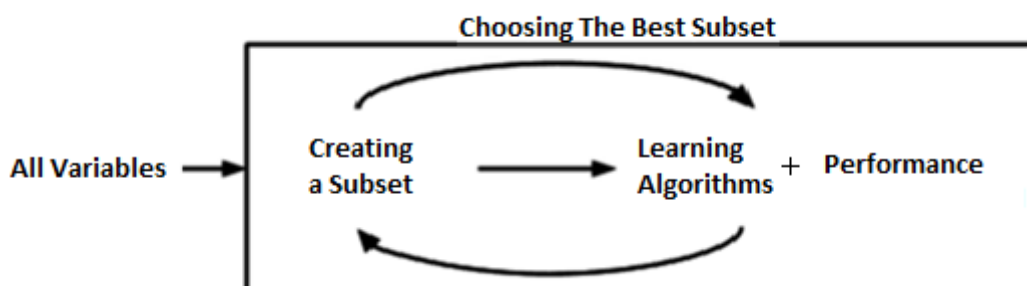 Choosing The Best Subset
All Variables
Creating
a Subset
Learning
Algorithms
+
Performance